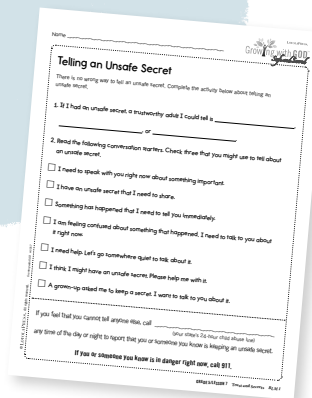 Name
Growing with GOD
Telling an Unsafe Secret
There is no wrong way to tell an unsafe secret. Complete the activity below about telling an
unsafe secret.
1. If I had an unsafe secret, a trustworthy adult I could tell is
, or
2. Read the following conversation starters. Check three that you might use to tell about
an unsafe secret.
I need to speak with you right now about something important.
I have an unsafe secret that I need to share.
Something has happened that I need to tell you immediately.
I am feeling confused about something that happened. I need to talk to you about
it right now.
I need help. Let's go somewhere quiet to talk about it.
I think I might have an unsafe secret. Please help me with it.
A grown-up asked me to keep a secret. I want to talk to you about it.
If you feel that you cannot tell anyone else, call
(your state's 24-hour child abuse line)
any time of the day or night to report that you or someone you know is keeping an unsafe secret.
If you or someone you know is in danger right now, call 911.